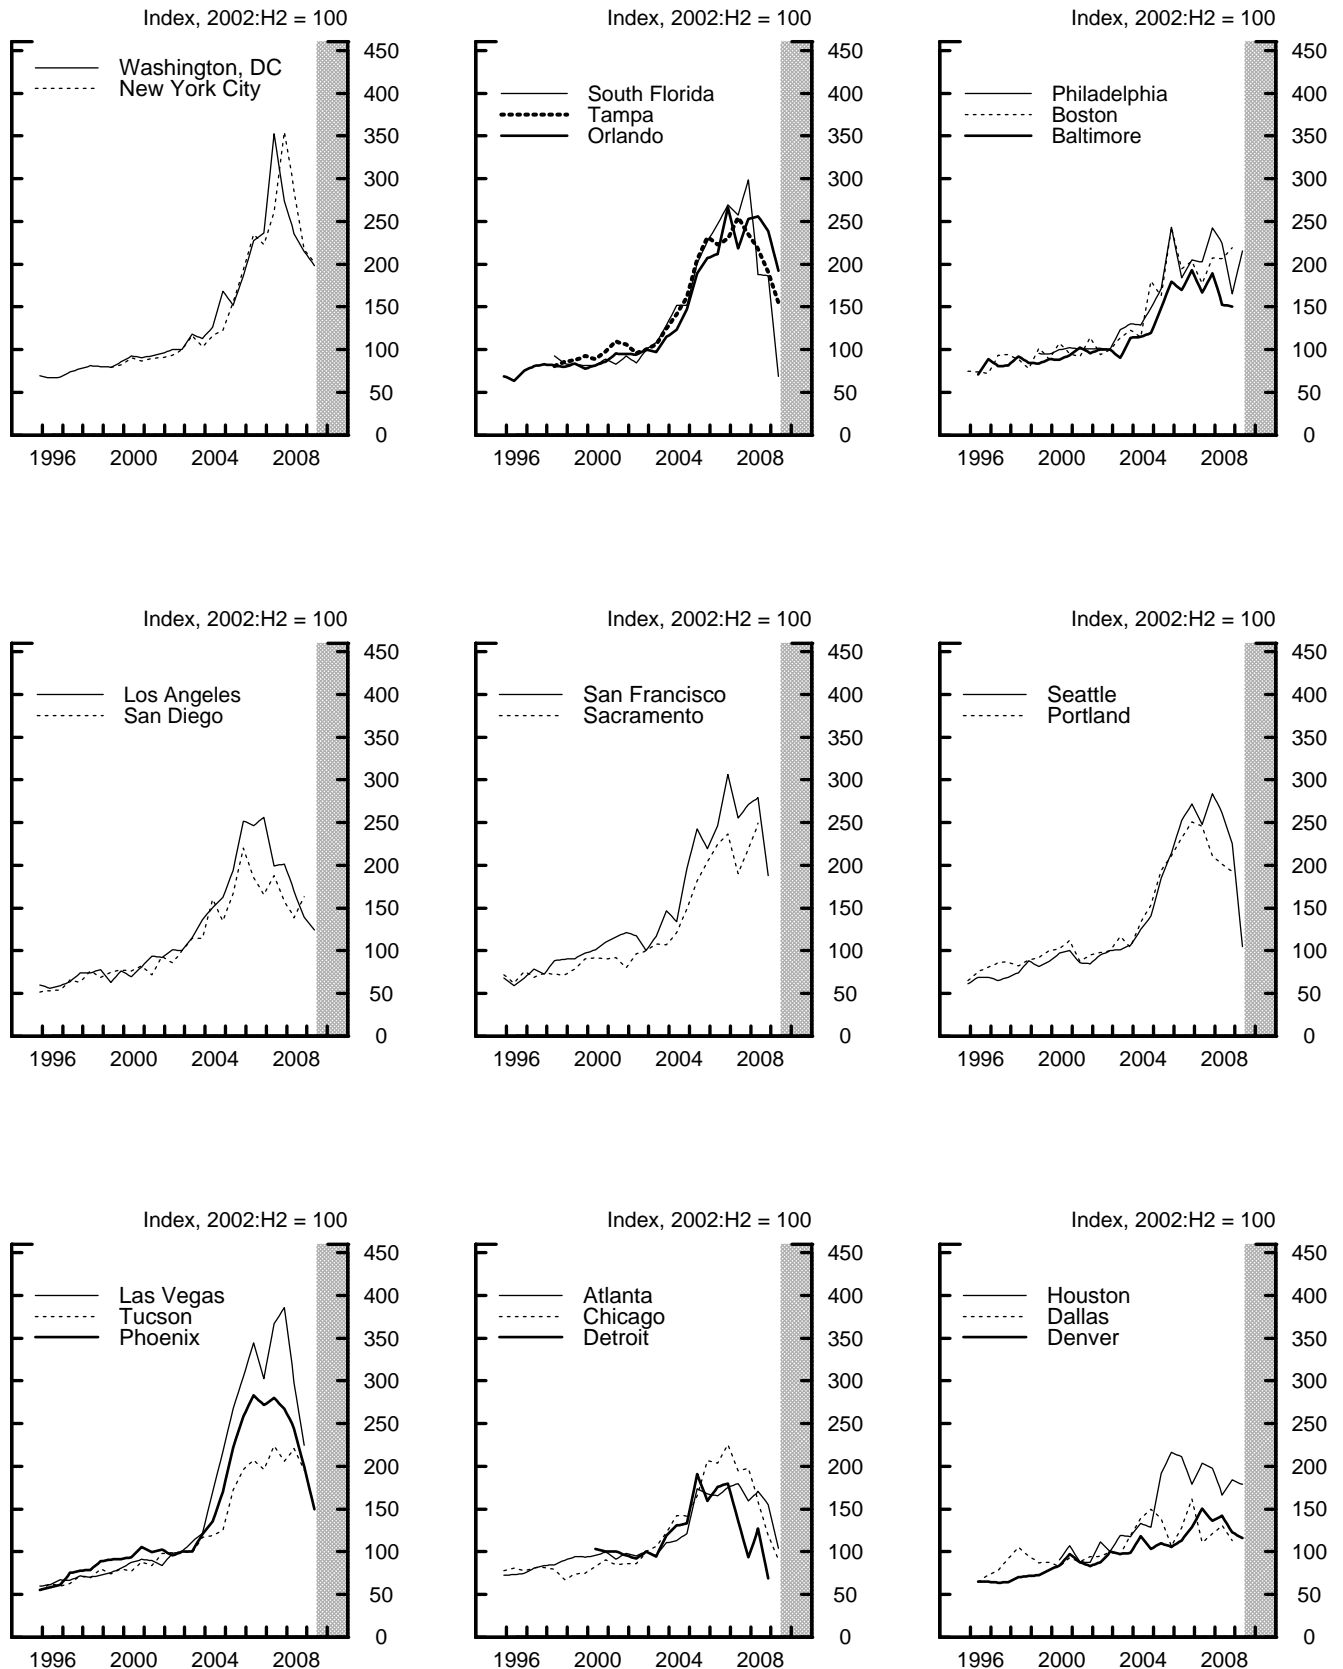 Index, 2002:H2 = 100
Washington, DC
New York City
450
400
350
300
250
200
150
100
50
0
1996 2000 2004 2008
Index, 2002:H2 = 100
South Florida
Tampa
Orlando
450
400
350
300
250
200
150
100
50
0
1996 2000 2004 2008
Index, 2002:H2 = 100
Philadelphia
Boston
Baltimore
450
400
350
300
250
200
150
100
50
0
1996 2000 2004 2008
Index, 2002:H2 = 100
Los Angeles
San Diego
450
400
350
300
250
200
150
100
50
0
1996 2000 2004 2008
Index, 2002:H2 = 100
San Francisco
Sacramento
450
400
350
300
250
200
150
100
50
0
1996 2000 2004 2008
Index, 2002:H2 = 100
Seattle
Portland
450
400
350
300
250
200
150
100
50
0
1996 2000 2004 2008
Index, 2002:H2 = 100
Las Vegas
Tucson
Phoenix
450
400
350
300
250
200
150
100
50
0
1996 2000 2004 2008
Index, 2002:H2 = 100
Atlanta
Chicago
Detroit
450
400
350
300
250
200
150
100
50
0
1996 2000 2004 2008
Index, 2002:H2 = 100
Houston
Dallas
Denver
450
400
350
300
250
200
150
100
50
0
1996 2000 2004 2008